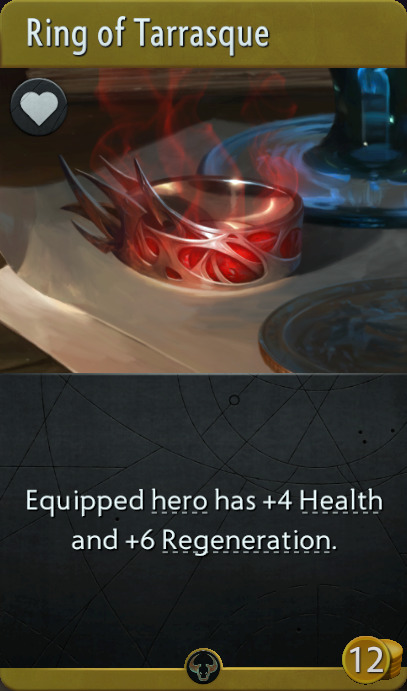 Ring of Tarrasque
Equipped hero has +4 Health
and +6 Regeneration.
12